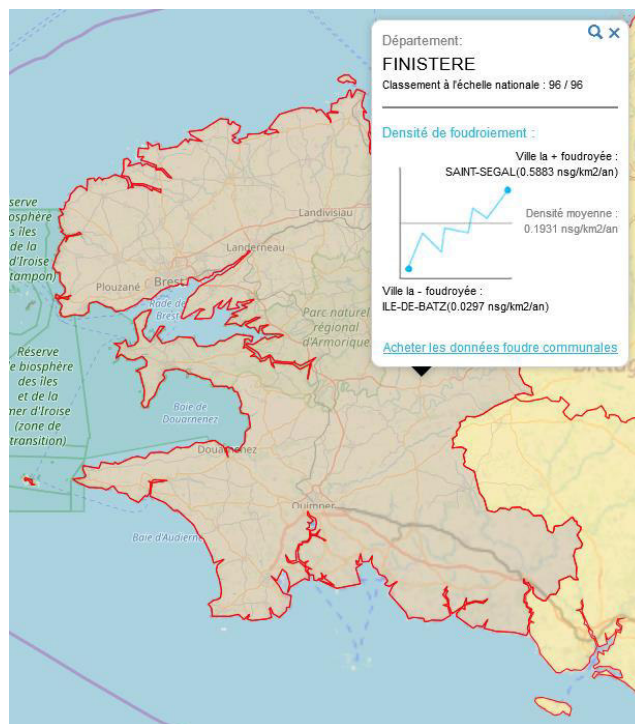 Département:
FINISTERE
Classement à l'échelle nationale : 96 / 96
Densité de foudroiement :
Ville la + foudroyée :
SAINT-SEGAL(0.5883 nsg/km2/an)
Densité moyenne :
0.1931 nsg/km2/an
Ville la - foudroyée :
ILE-DE-BATZ(0.0297 nsg/km2/an)
Acheter les données foudre communales
Landivisiau
Landerneau
Plouzané
Brest
Rade de
Brest
Parc naturel
régional
d'Armorique
de la
d'Iroise
tampon)
Réserve
de biosphère
des îles
et de la
mer d'Iroise
(zone de
transition)
Baie de
Douarnenez
Douarnenez
Quimper
Baie d'Audierne